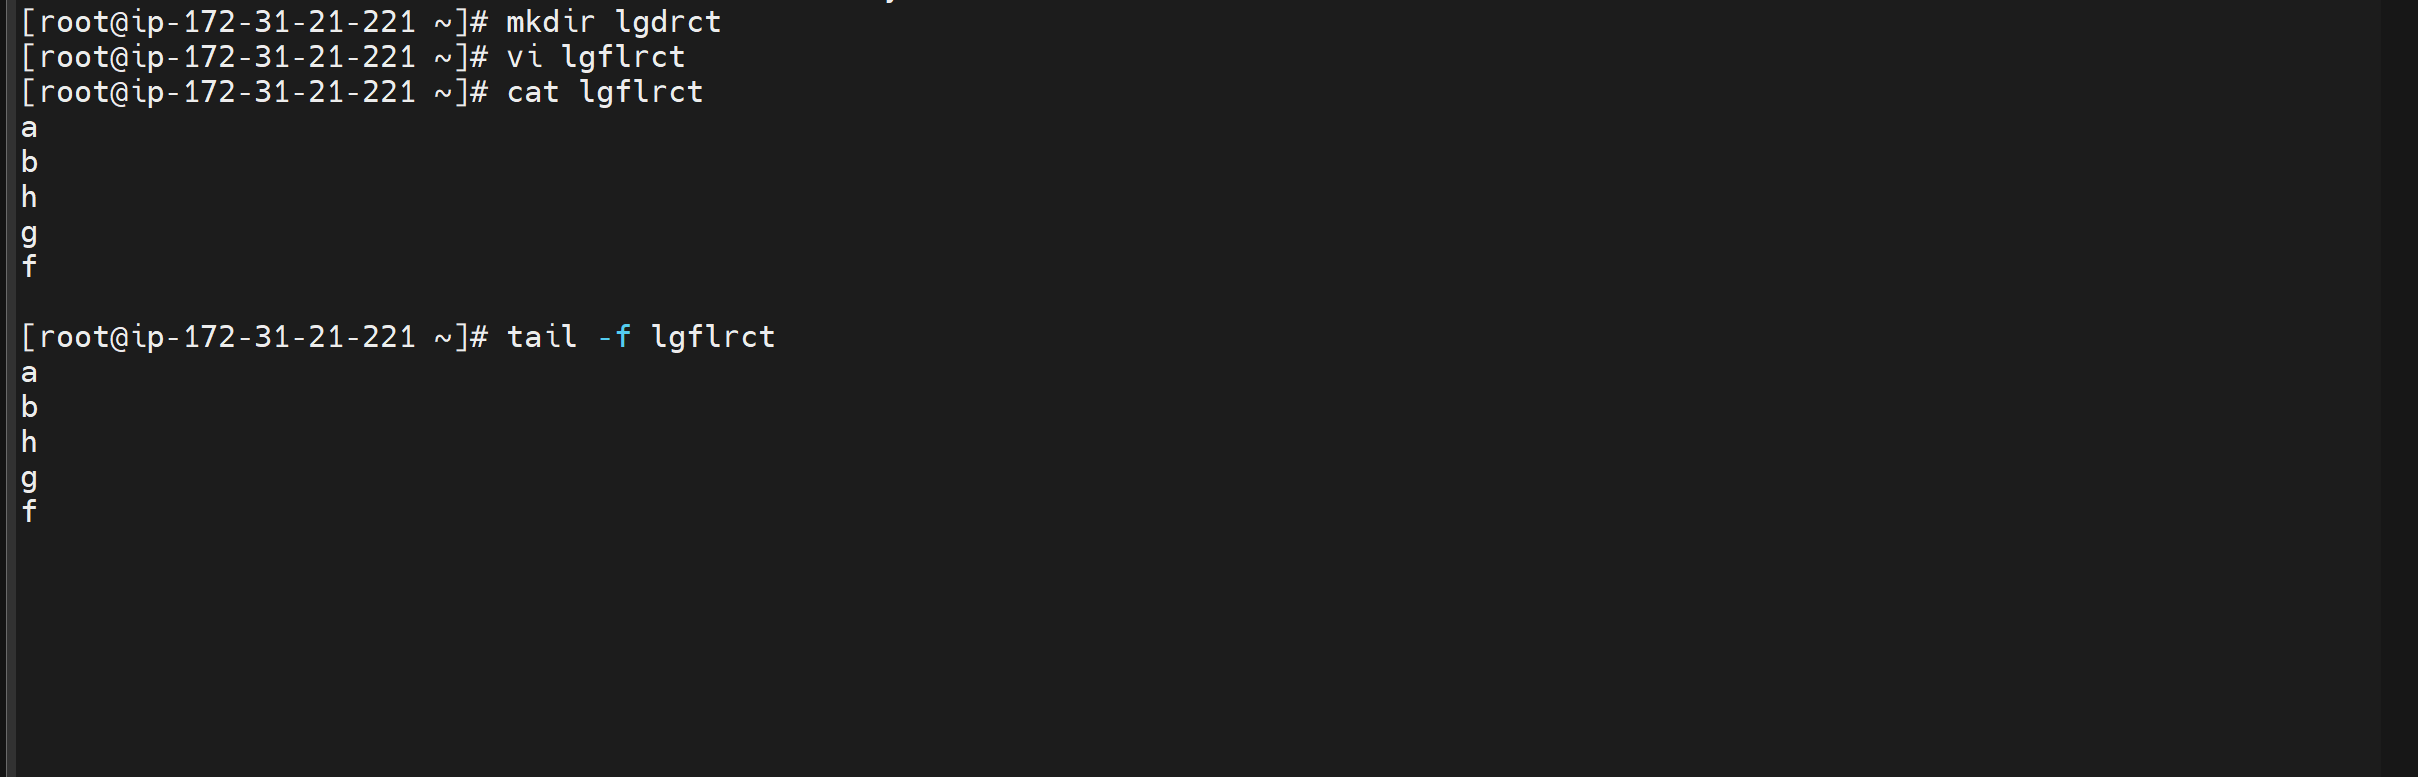 [root@ip-172-31-21-221 ~]# mkdir lgdrct
[root@ip-172-31-21-221 ~]# vi lgflrct
[root@ip-172-31-21-221 ~]# cat lgflrct
a
b
h
g
f
[root@ip-172-31-21-221 ~]# tail -f lgflrct
a
b
h
g
f